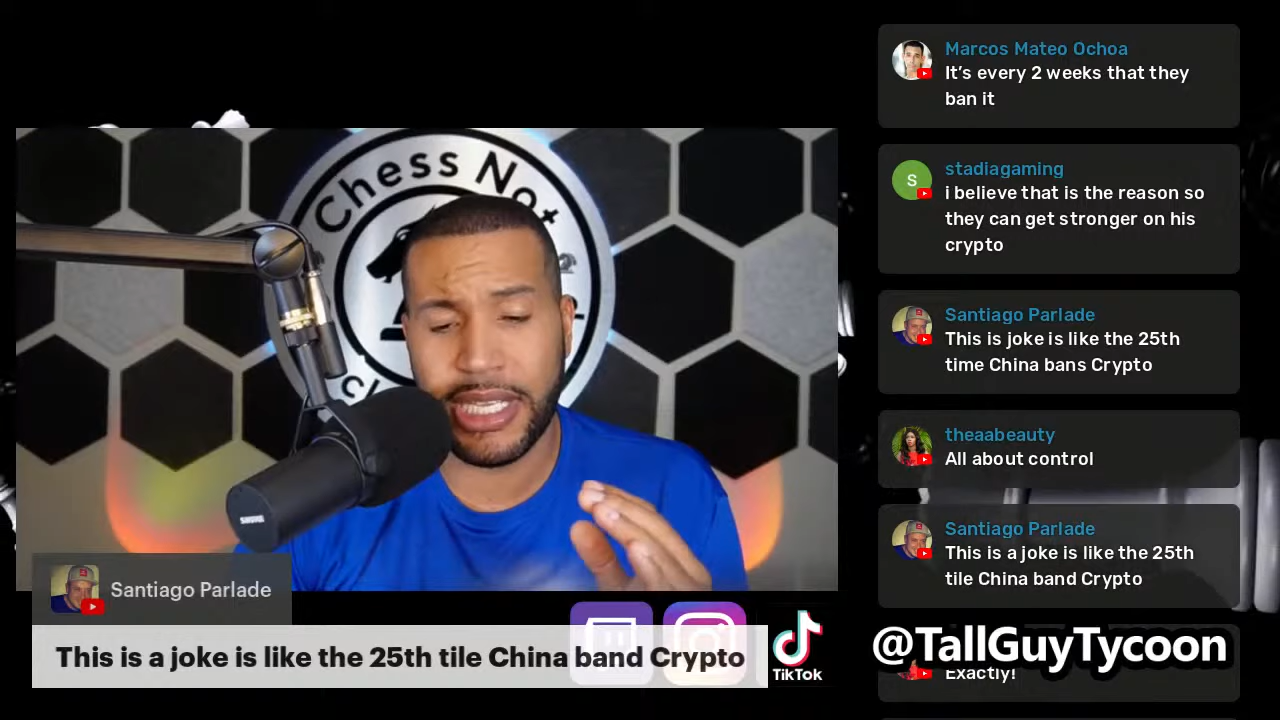 Marcos Mateo Ochoa
It’s every 2 weeks that they
ban it
S
stadiagaming
i believe that is the reason so
they can get stronger on his
crypto
Santiago Parlade
This is joke is like the 25th
time China bans Crypto
theaabeauty
All about control
Santiago Parlade
This is a joke is like the 25th
tile China band Crypto
Exactly!
@TallGuyTycoon
Chess Not
SHURE
Santiago Parlade
This is a joke is like the 25th tile China band Crypto
TikTok